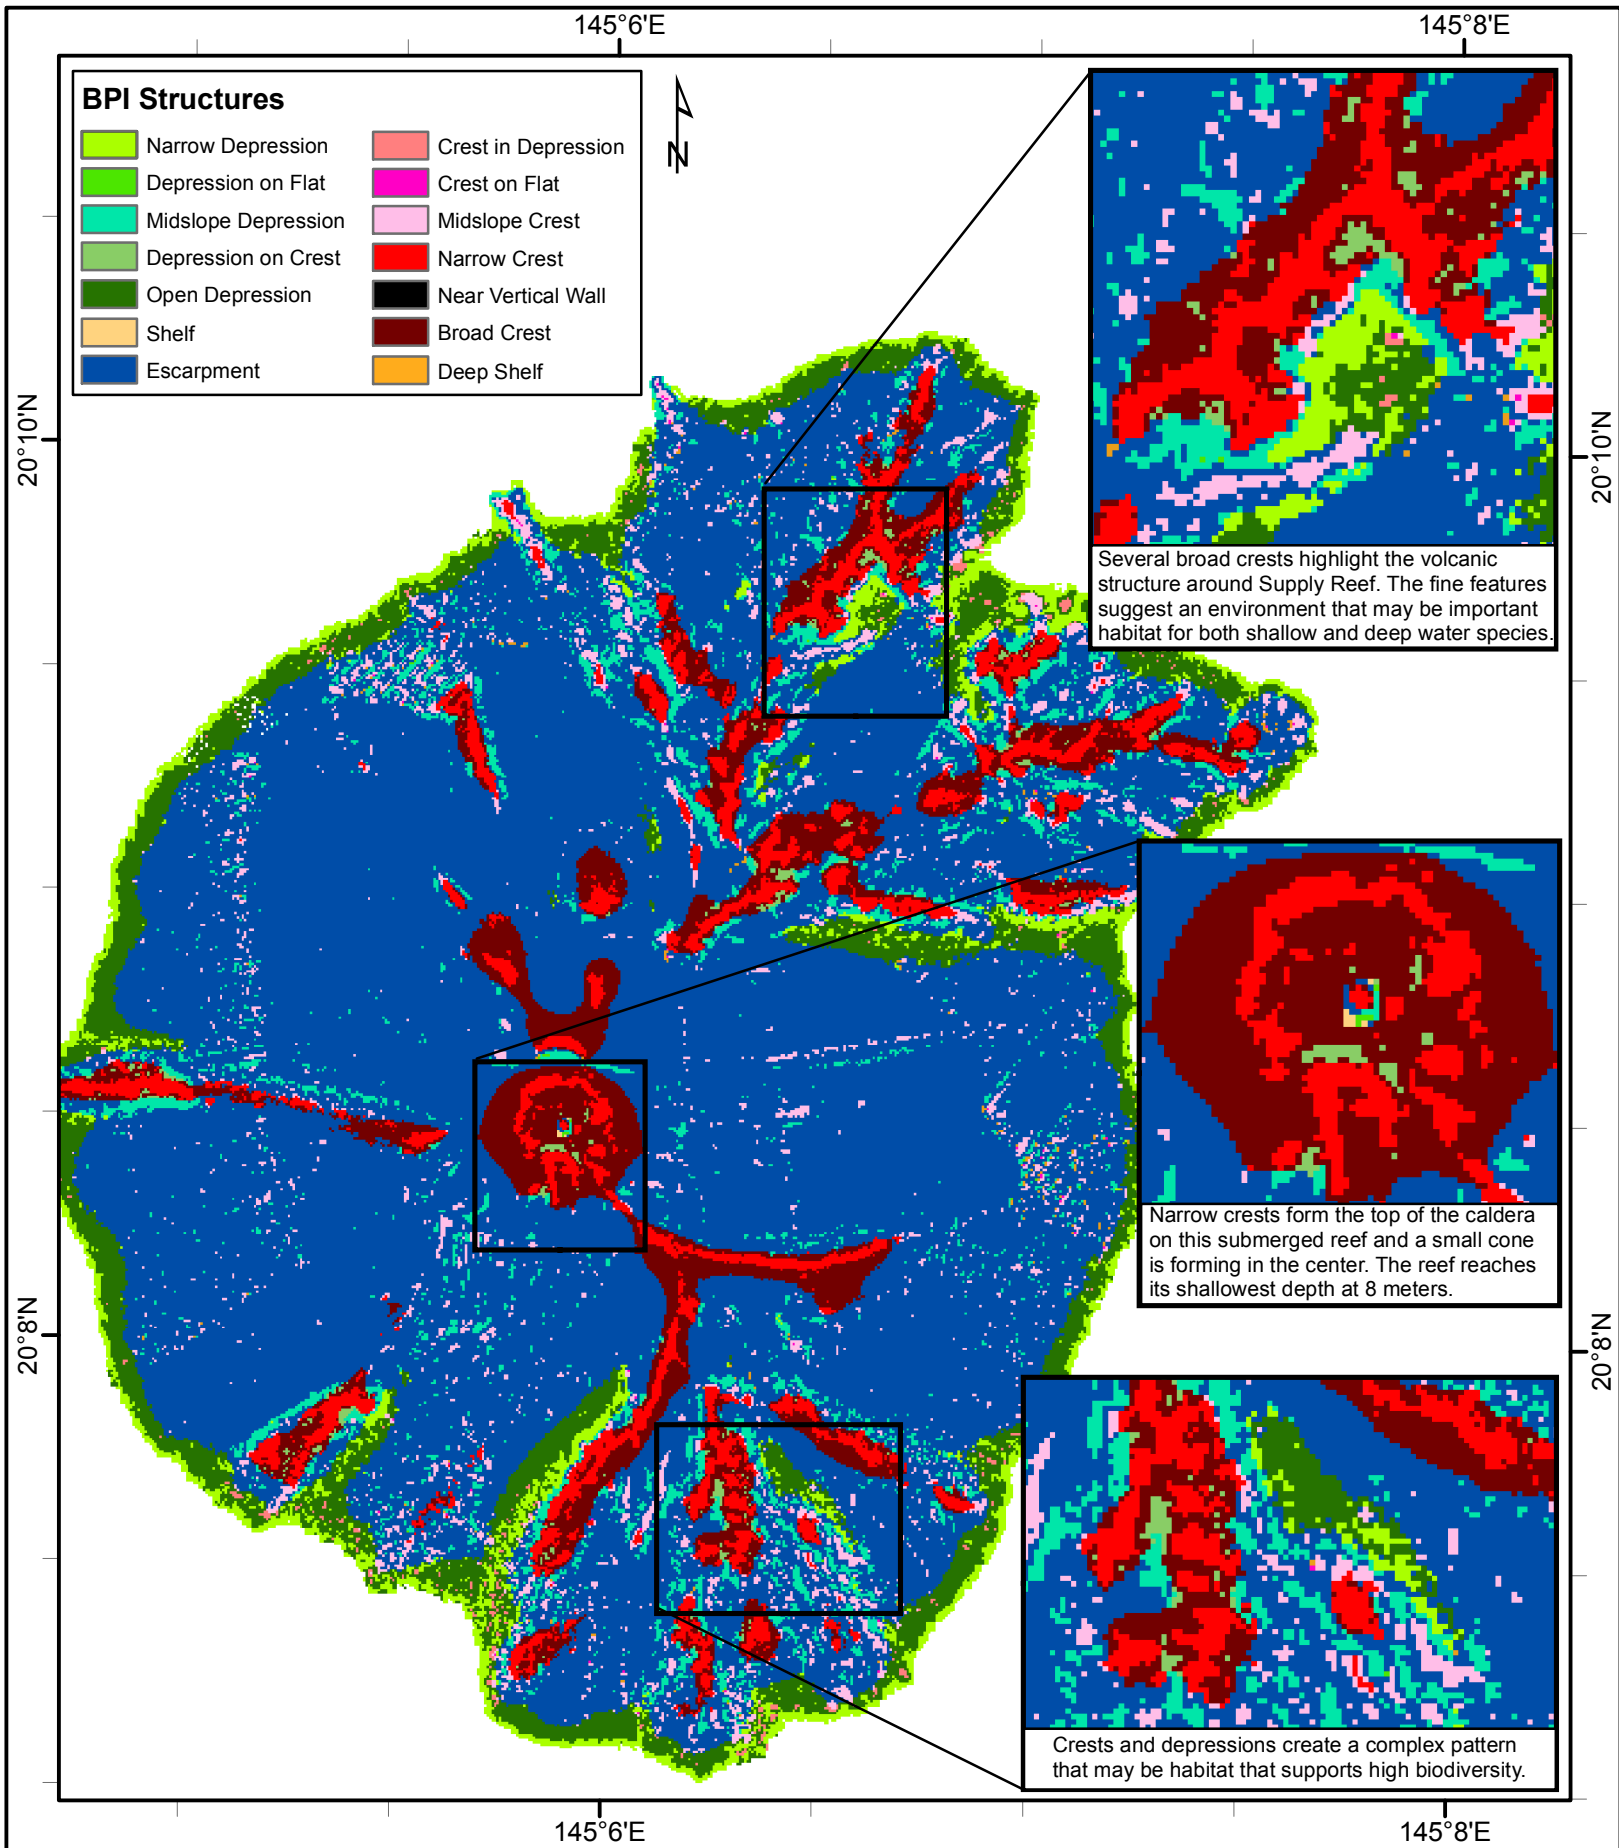 145°6'E
145°8'E
BPI Structures
Narrow Depression
Depression on Flat
Midslope Depression
Depression on Crest
Open Depression
Shelf
Escarpment
Crest in Depression
Crest on Flat
Midslope Crest
Narrow Crest
Near Vertical Wall
Broad Crest
Deep Shelf
N
20°10'N
20°10'N
Several broad crests highlight the volcanic
structure around Supply Reef. The fine features
suggest an environment that may be important
habitat for both shallow and deep water species.
Narrow crests form the top of the caldera
on this submerged reef and a small cone
is forming in the center. The reef reaches
its shallowest depth at 8 meters.
20°8'N
20°8'N
Crests and depressions create a complex pattern
that may be habitat that supports high biodiversity.
145°6'E
145°8'E